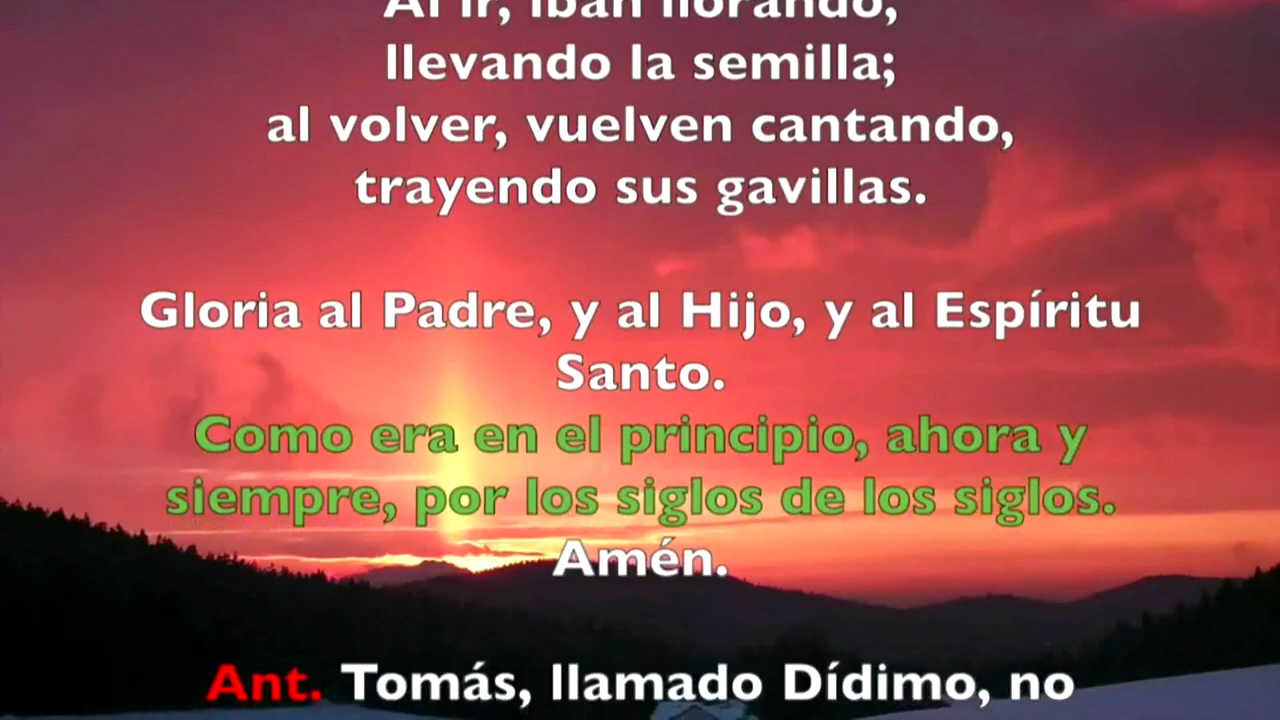 Al ir, iban llorando,
llevando la semilla;
al volver, vuelven cantando,
trayendo sus gavillas.
Gloria al Padre, y al Hijo, y al Espíritu
Santo.
Como era en el principio, ahora y
siempre, por los siglos de los siglos.
Amén.
Ant. Tomás, llamado Dídimo, no